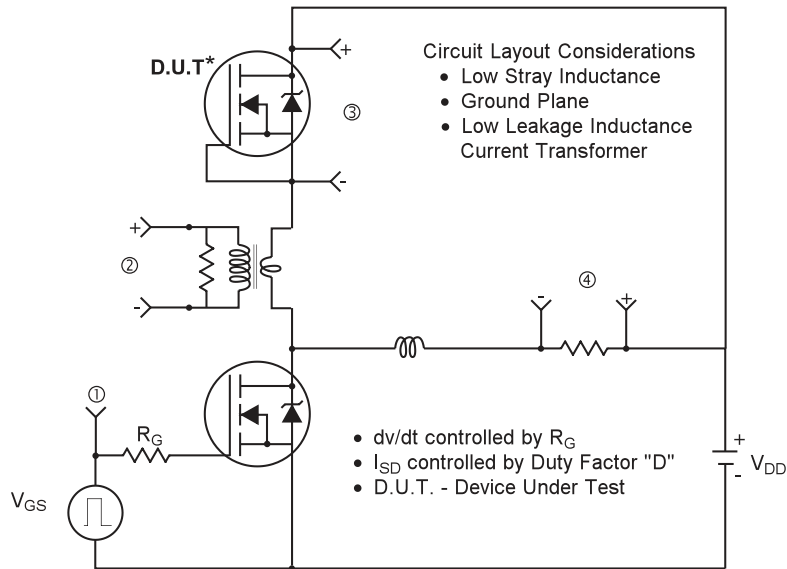 D.U.T*
+
-
③
Circuit Layout Considerations
• Low Stray Inductance
• Ground Plane
• Low Leakage Inductance
Current Transformer
+
②
-
④
-
+
①
R_G
V_GS
• dv/dt controlled by R_G
• I_SD controlled by Duty Factor "D"
• D.U.T. - Device Under Test
+
V_DD
-